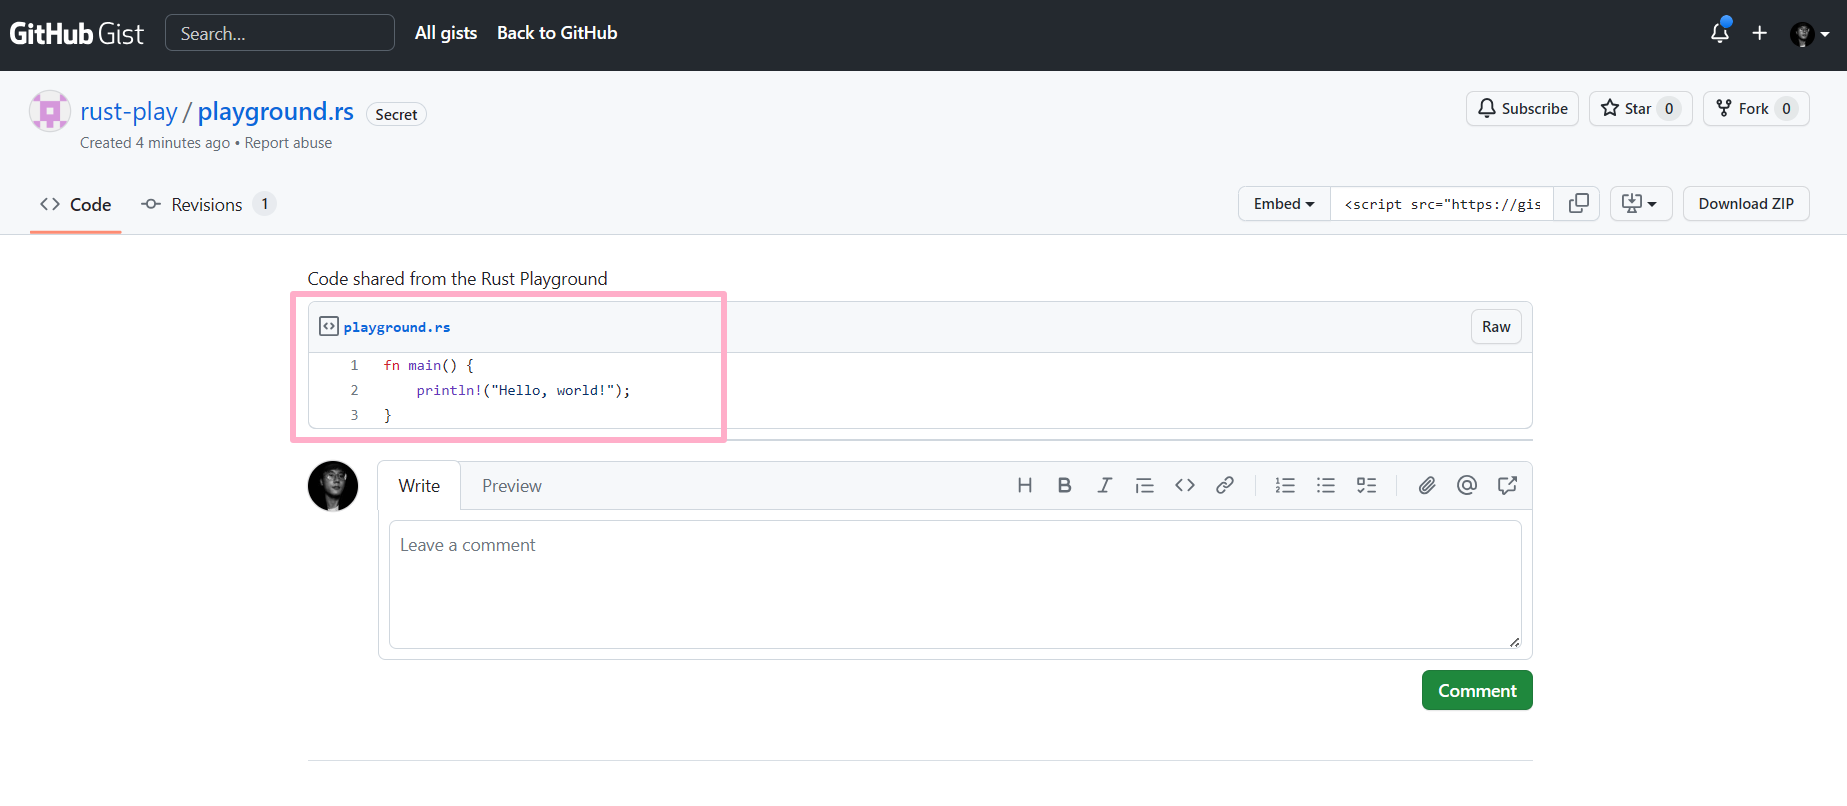 GitHub Gist Search... All gists Back to GitHub
rust-play / playground.rs Secret
Created 4 minutes ago • Report abuse
Subscribe Star 0 Fork 0
Code Revisions 1
Embed <script src="https://gis Download ZIP
Code shared from the Rust Playground
playground.rs Raw
1 fn main() {
2     println!("Hello, world!");
3 }
Write Preview
Leave a comment
Comment